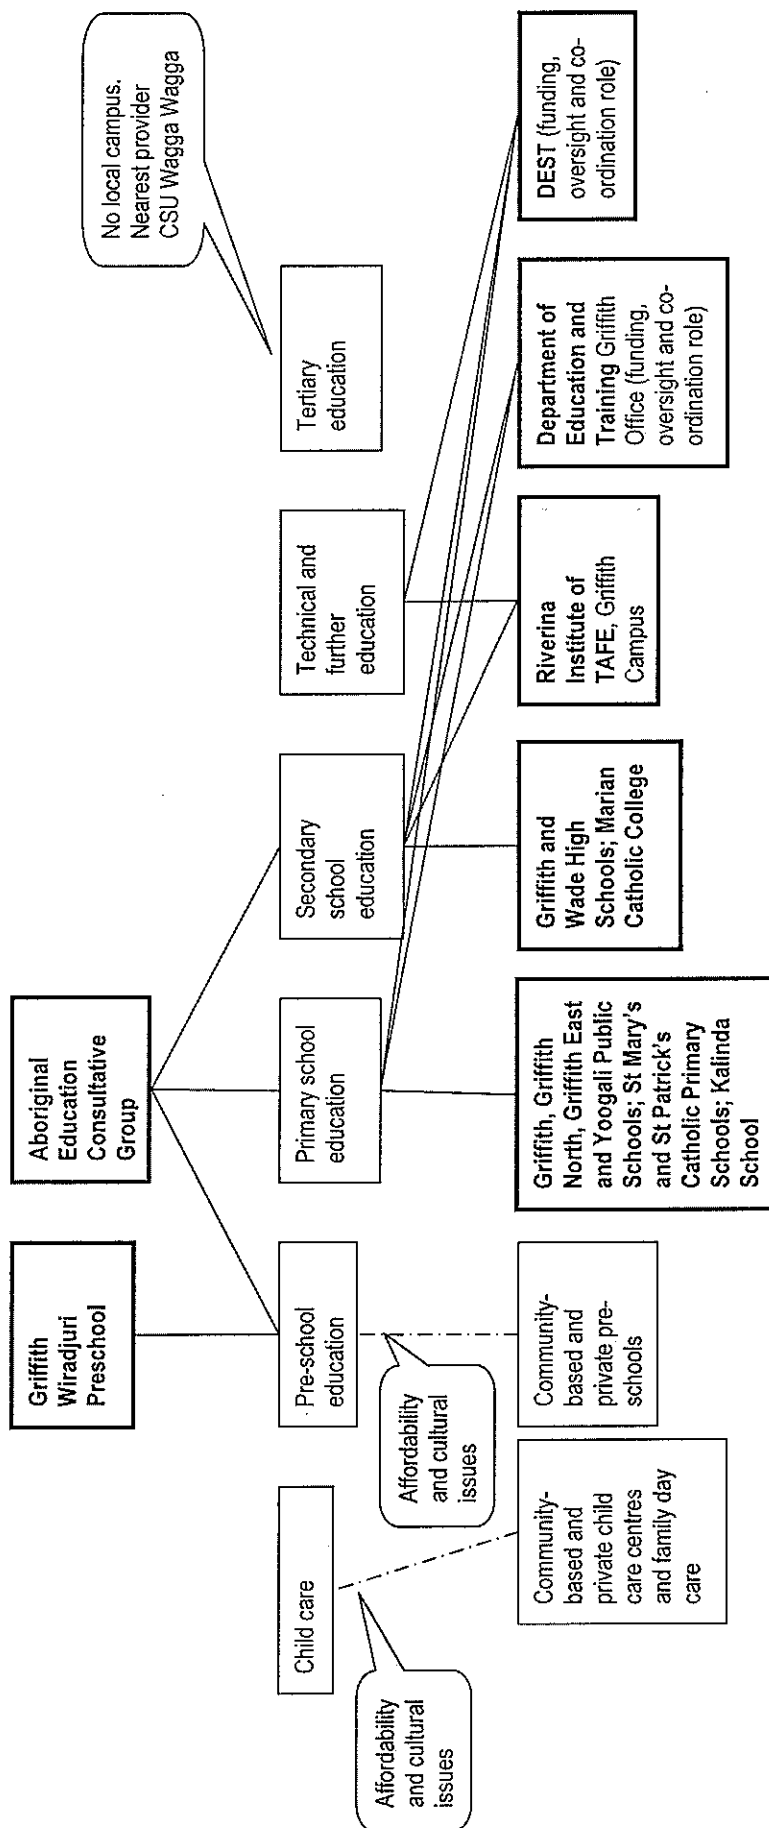 Griffith
Wiradjuri
Preschool
Aboriginal
Education
Consultative
Group
No local campus.
Nearest provider
CSU Wagga Wagga
Child care
Pre-school
education
Primary school
education
Secondary
school
education
Technical and
further
education
Tertiary
education
Affordability
and cultural
issues
Affordability
and cultural
issues
Community-
based and
private child
care centres
and family day
care
Community-
based and
private pre-
schools
Griffith, Griffith
North, Griffith East
and Yoogali Public
Schools; St Mary's
and St Patrick's
Catholic Primary
Schools; Kalinda
School
Griffith and
Wade High
Schools; Marian
Catholic College
Riverina
Institute of
TAFE, Griffith
Campus
Department of
Education and
Training Griffith
Office (funding,
oversight and co-
ordination role)
DEST (funding,
oversight and co-
ordination role)